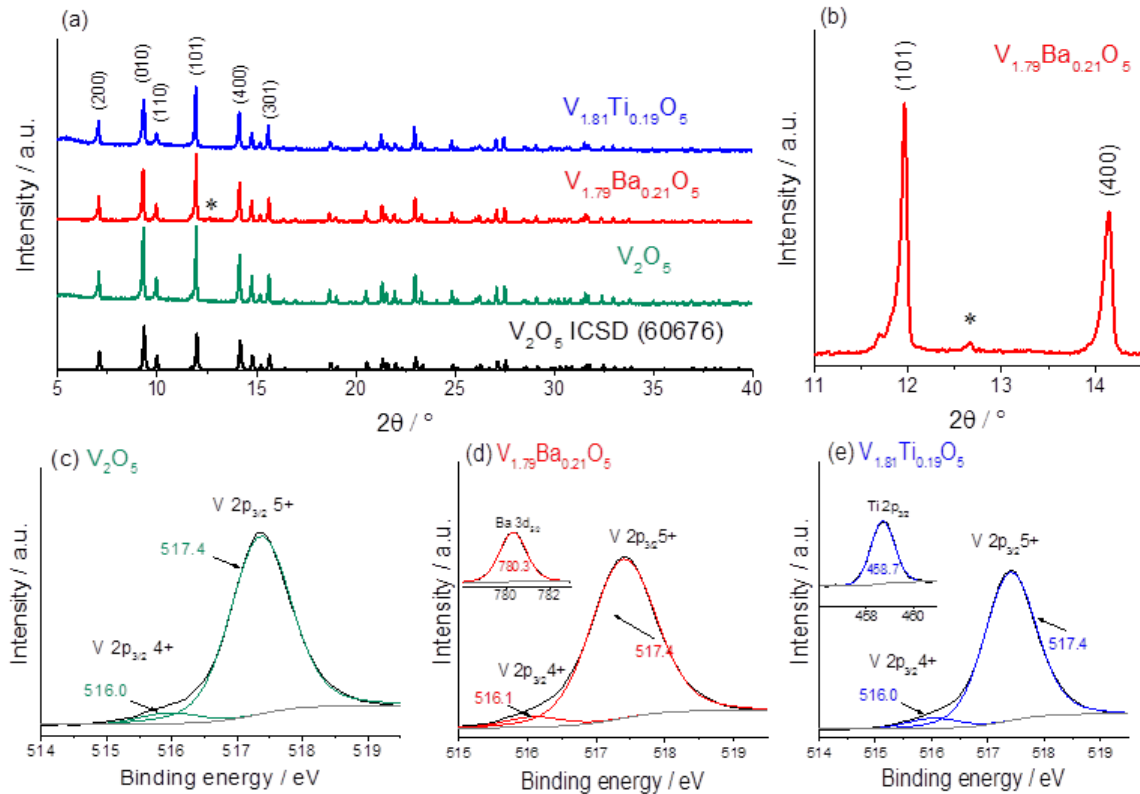 (a)
(200)
(010)
(110)
(101)
(400)
(301)
V1.81Ti0.19O5
V1.79Ba0.21O5
*
V2O5
V2O5 ICSD (60676)
Intensity / a.u.
5 10 15 20 25 30 35 40
2θ / °
(b)
V1.79Ba0.21O5
(101)
(400)
*
Intensity / a.u.
11 12 13 14
2θ / °
(c) V2O5
V 2p3/2 5+
517.4
V 2p3/2 4+
516.0
Intensity / a.u.
514 515 516 517 518 519
Binding energy / eV
(d) V1.79Ba0.21O5
Ba 3d
780.3
780 782
V 2p3/2 5+
517.4
V 2p3/2 4+
516.1
Intensity / a.u.
515 516 517 518 519
Binding energy / eV
(e) V1.81Ti0.19O5
Ti 2p
458.7
458 460
V 2p3/2 5+
517.4
V 2p3/2 4+
516.0
Intensity / a.u.
514 515 516 517 518 519
Binding energy / eV